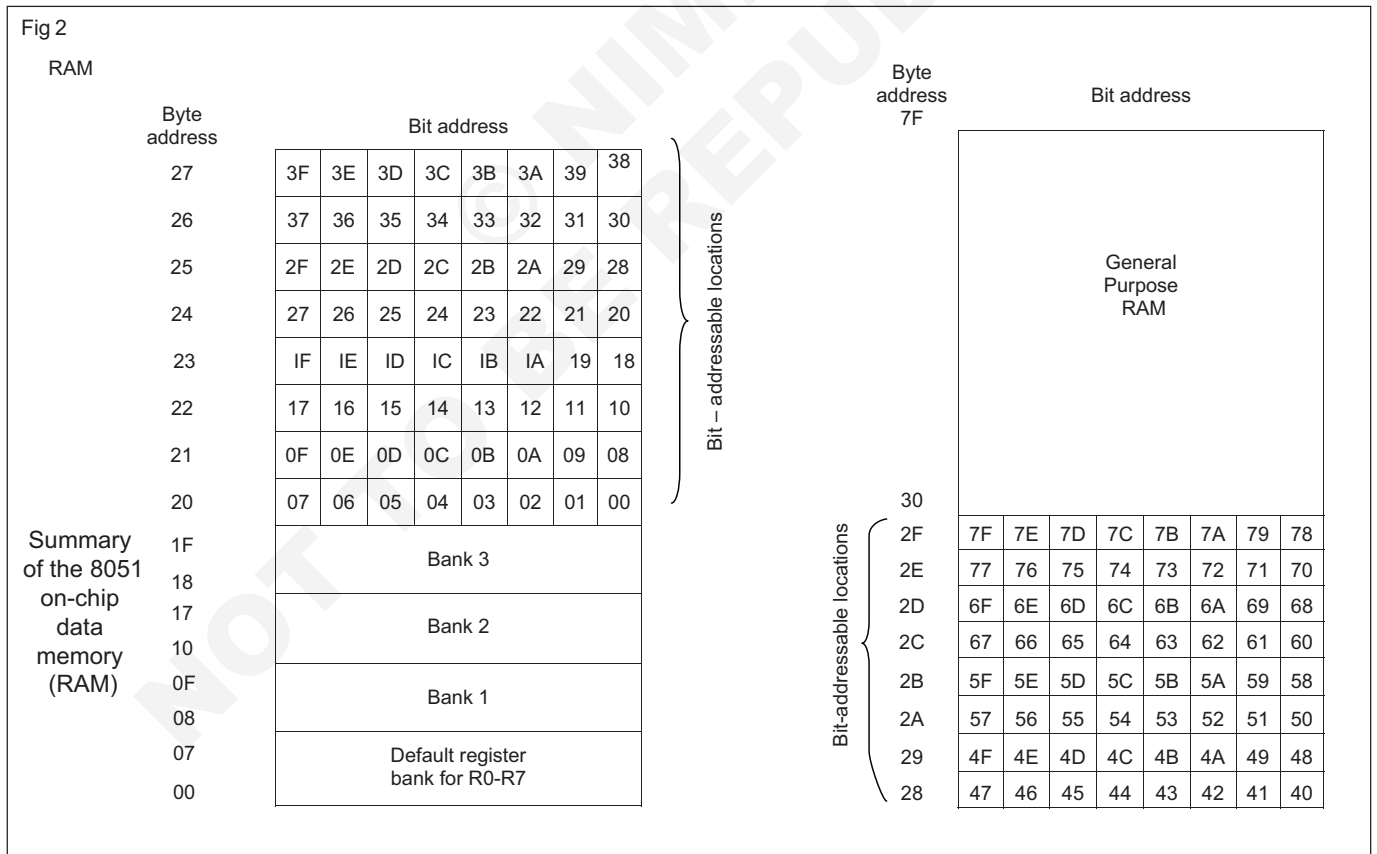 Fig 2
RAM
Byte
address
Bit address
27 3F 3E 3D 3C 3B 3A 39 38
26 37 36 35 34 33 32 31 30
25 2F 2E 2D 2C 2B 2A 29 28
24 27 26 25 24 23 22 21 20
23 IF IE ID IC IB IA 19 18
22 17 16 15 14 13 12 11 10
21 0F 0E 0D 0C 0B 0A 09 08
20 07 06 05 04 03 02 01 00
Bit – addressable locations
Summary
of the 8051
on-chip
data
memory
(RAM)
1F
Bank 3
18
17
Bank 2
10
0F
Bank 1
08
07
Default register
bank for R0-R7
00
Byte
address
7F
Bit address
General
Purpose
RAM
30
Bit-addressable locations
2F 7F 7E 7D 7C 7B 7A 79 78
2E 77 76 75 74 73 72 71 70
2D 6F 6E 6D 6C 6B 6A 69 68
2C 67 66 65 64 63 62 61 60
2B 5F 5E 5D 5C 5B 5A 59 58
2A 57 56 55 54 53 52 51 50
29 4F 4E 4D 4C 4B 4A 49 48
28 47 46 45 44 43 42 41 40
NOT TO BE